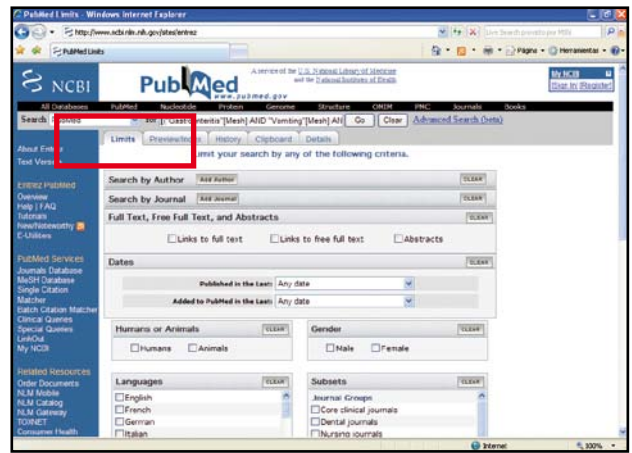 PubMed Limits - Windows Internet Explorer
http://www.ncbi.nlm.nih.gov/sites/entrez
Live Search
PubMed Limits
Página
Herramientas
NCBI
PubMed
www.pubmed.gov
A service of the U.S. National Library of Medicine
and the National Institutes of Health
My NCBI
[Sign In] [Register]
All Databases PubMed Nucleotide Protein Genome Structure OMIM PMC Journals Books
Search PubMed for "Vomiting"[Mesh] AN Go Clear Advanced Search (beta)
Limits Preview/Index History Clipboard Details
imit your search by any of the following criteria.
About Entrez
Text Version
Entrez PubMed
Overview
Help | FAQ
Tutorials
New/Noteworthy
E-Utilities
PubMed Services
Journals Database
MeSH Database
Single Citation
Matcher
Batch Citation Matcher
Clinical Queries
Special Queries
LinkOut
My NCBI
Related Resources
Order Documents
NLM Mobile
NLM Catalog
NLM Gateway
TOXNET
Consumer Health
Search by Author Add Author CLEAR
Search by Journal Add Journal CLEAR
Full Text, Free Full Text, and Abstracts CLEAR
Links to full text Links to free full text Abstracts
Dates CLEAR
Published in the Last: Any date
Added to PubMed in the Last: Any date
Humans or Animals CLEAR
Humans Animals
Gender CLEAR
Male Female
Languages CLEAR
English
French
German
Italian
Subsets CLEAR
Journal Groups
Core clinical journals
Dental journals
Nursing journals
Internet 100%